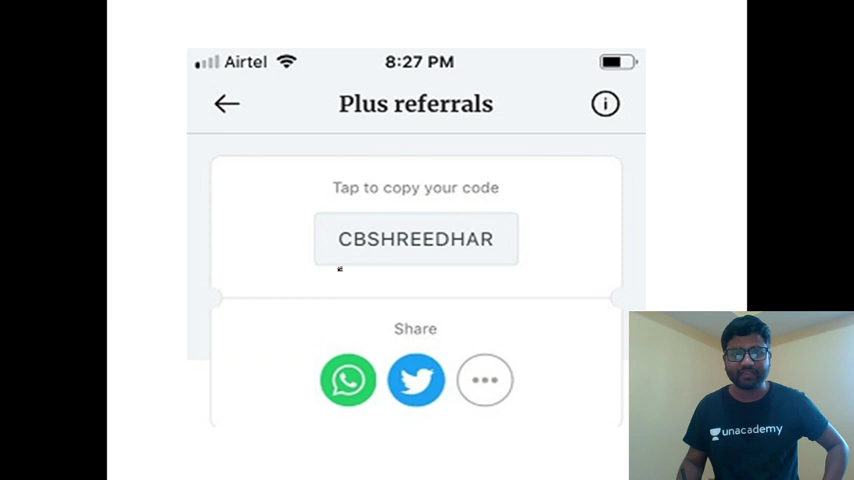 Airtel 8:27 PM
Plus referrals
Tap to copy your code
CBSHREEDHAR
Share
unacademy